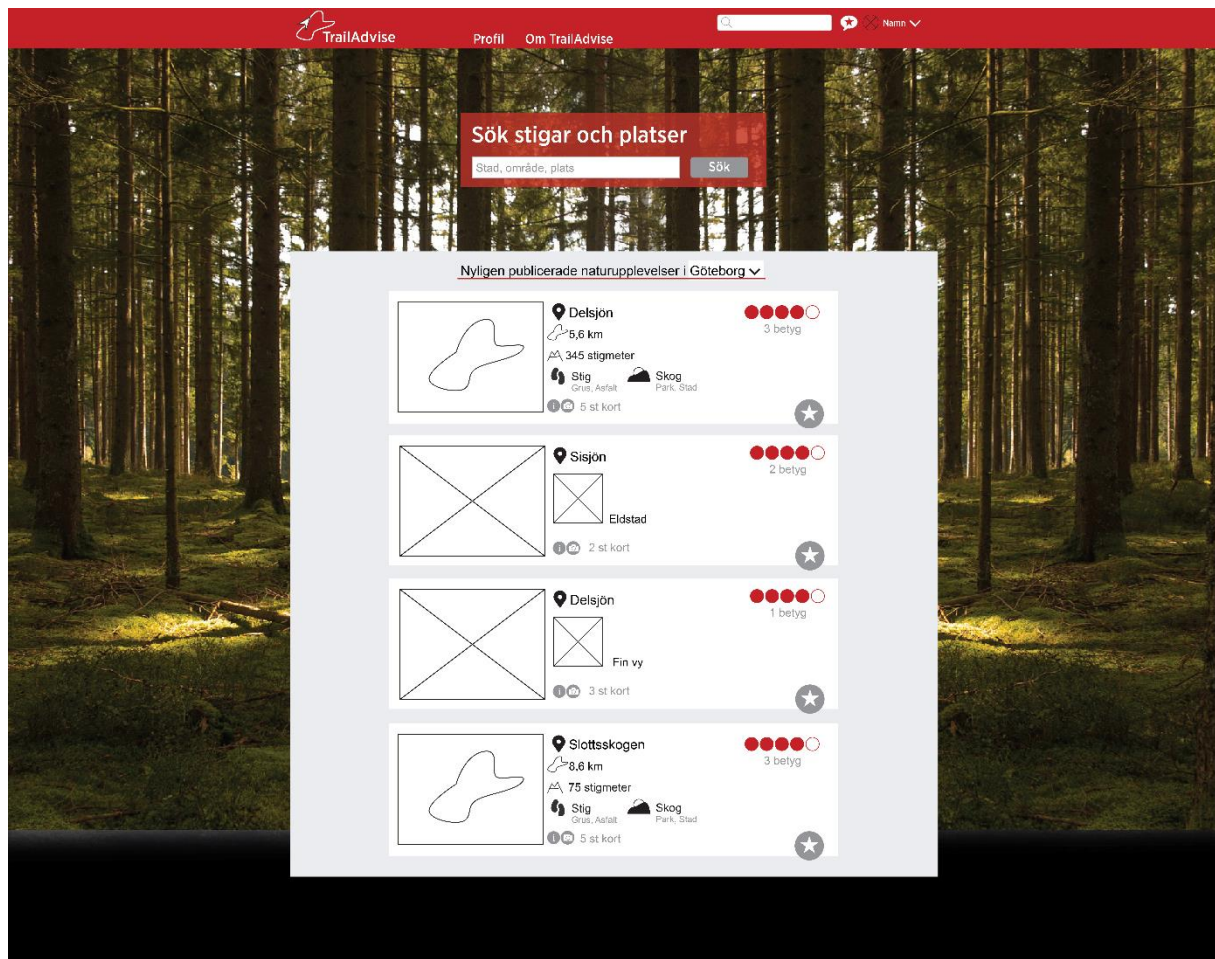 TrailAdvise
Profil Om TrailAdvise
Namn
Sök stigar och platser
Stad, område, plats
Sök
Nyligen publicerade naturupplevelser i Göteborg
Delsjön
5,6 km
345 stigmeter
Stig Skog
Grus, Asfalt Park, Stad
5 st kort
3 betyg
Sisjön
Eldstad
2 st kort
2 betyg
Delsjön
Fin vy
3 st kort
1 betyg
Slottsskogen
8,6 km
75 stigmeter
Stig Skog
Grus, Asfalt Park, Stad
5 st kort
3 betyg